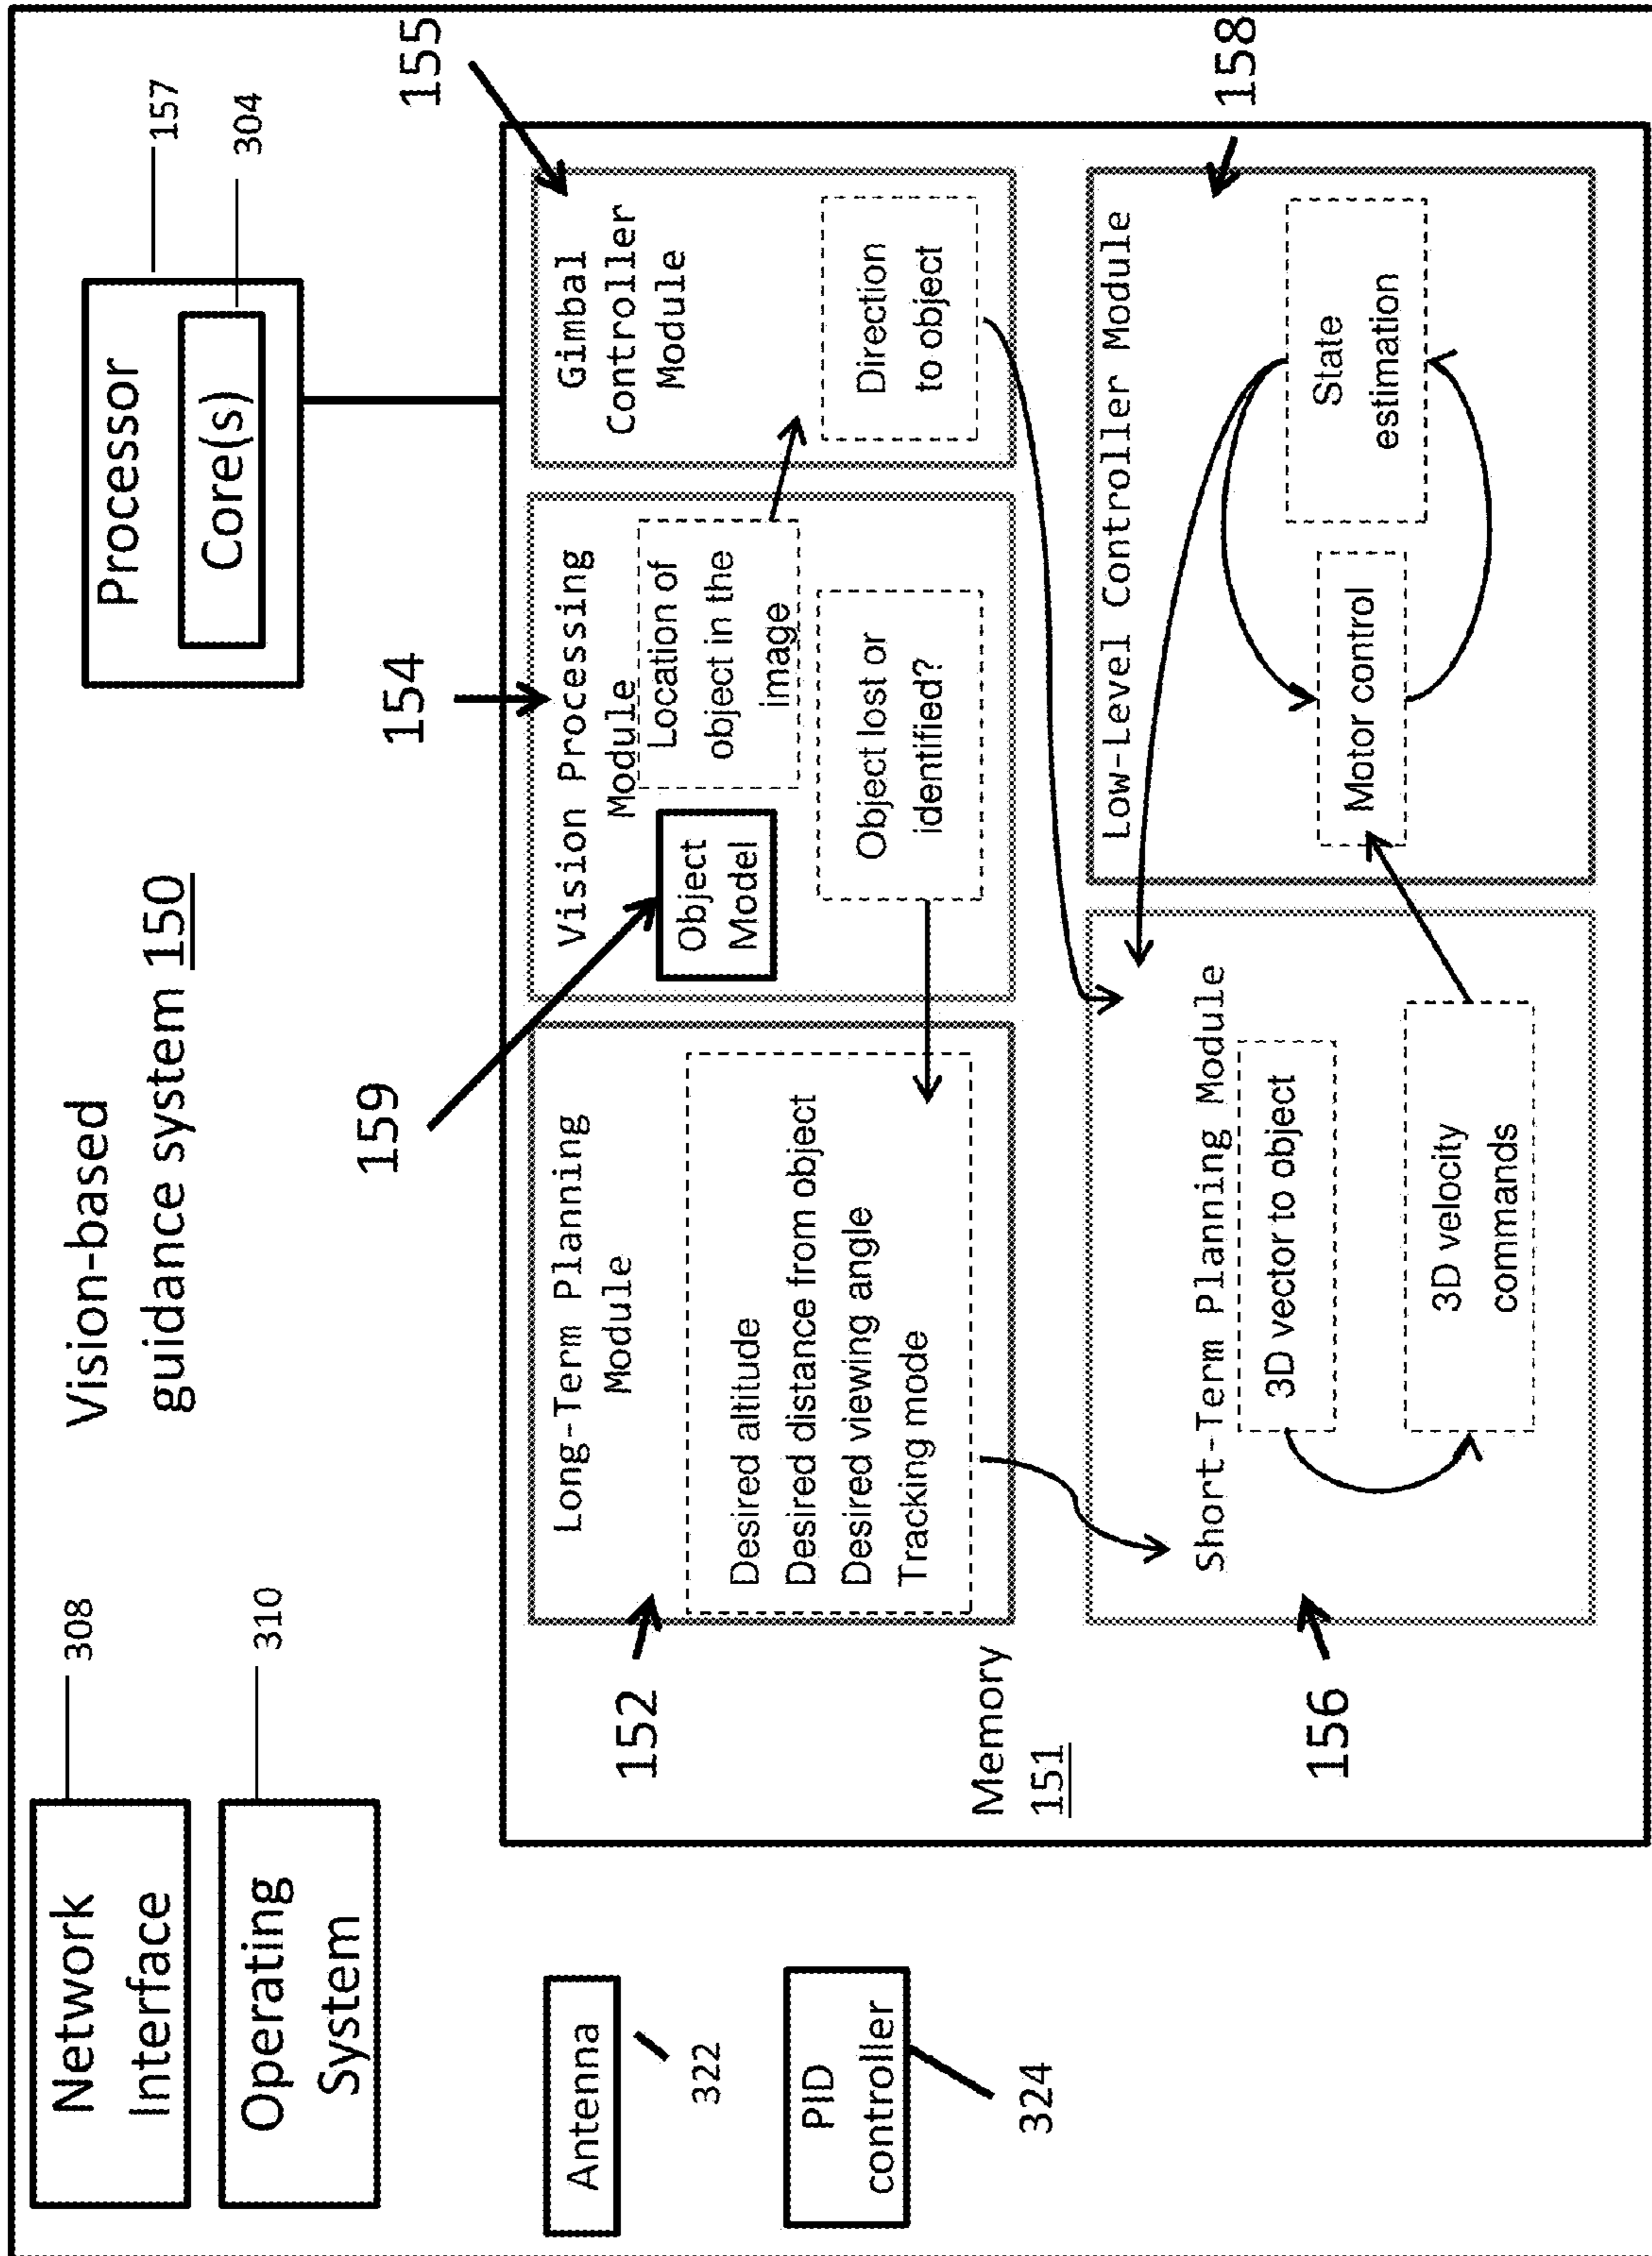 Vision-based
guidance system 150
Network
Interface
308
Operating
System
310
Processor
157
Core(s)
304
Antenna
322
PID
controller
324
Memory
151
152
Long-Term Planning
Module
Desired altitude
Desired distance from object
Desired viewing angle
Tracking mode
159
154
Vision Processing
Module
Object
Model
Location of
object in the
image
Object lost or
identified?
155
Gimbal
Controller
Module
Direction
to object
156
Short-Term Planning Module
3D vector to object
3D velocity
commands
158
Low-Level Controller Module
Motor control
State
estimation